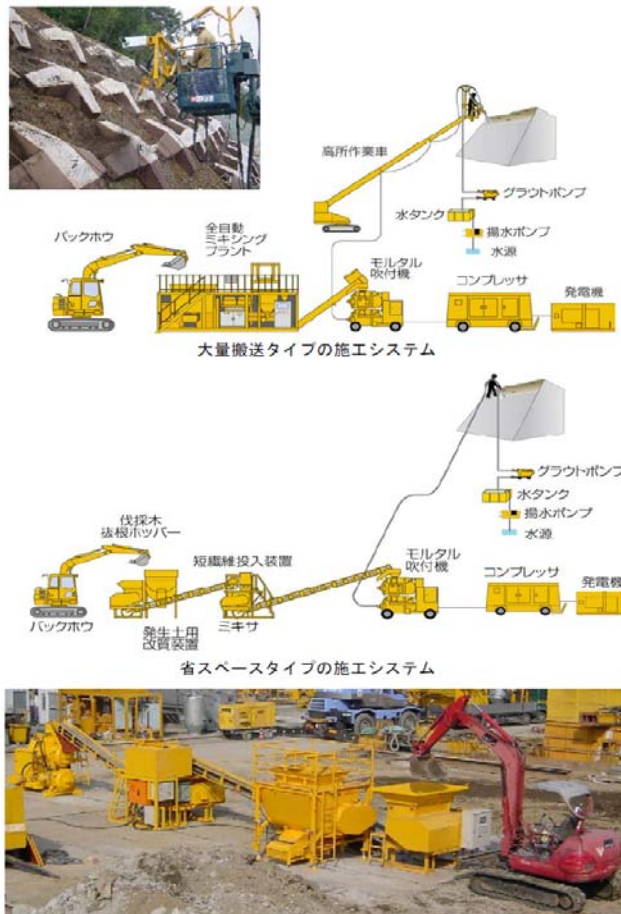 高所作業車
グラウトポンプ
水タンク
揚水ポンプ
水源
バックホウ
全自動
ミキシング
プラント
モルタル
吹付機
コンプレッサ
発電機
大量搬送タイプの施工システム
グラウトポンプ
水タンク
揚水ポンプ
水源
伐採木
抜根ホッパー
短繊維投入装置
モルタル
吹付機
コンプレッサ
発電機
バックホウ
発生土用
改質装置
ミキサ
省スペースタイプの施工システム